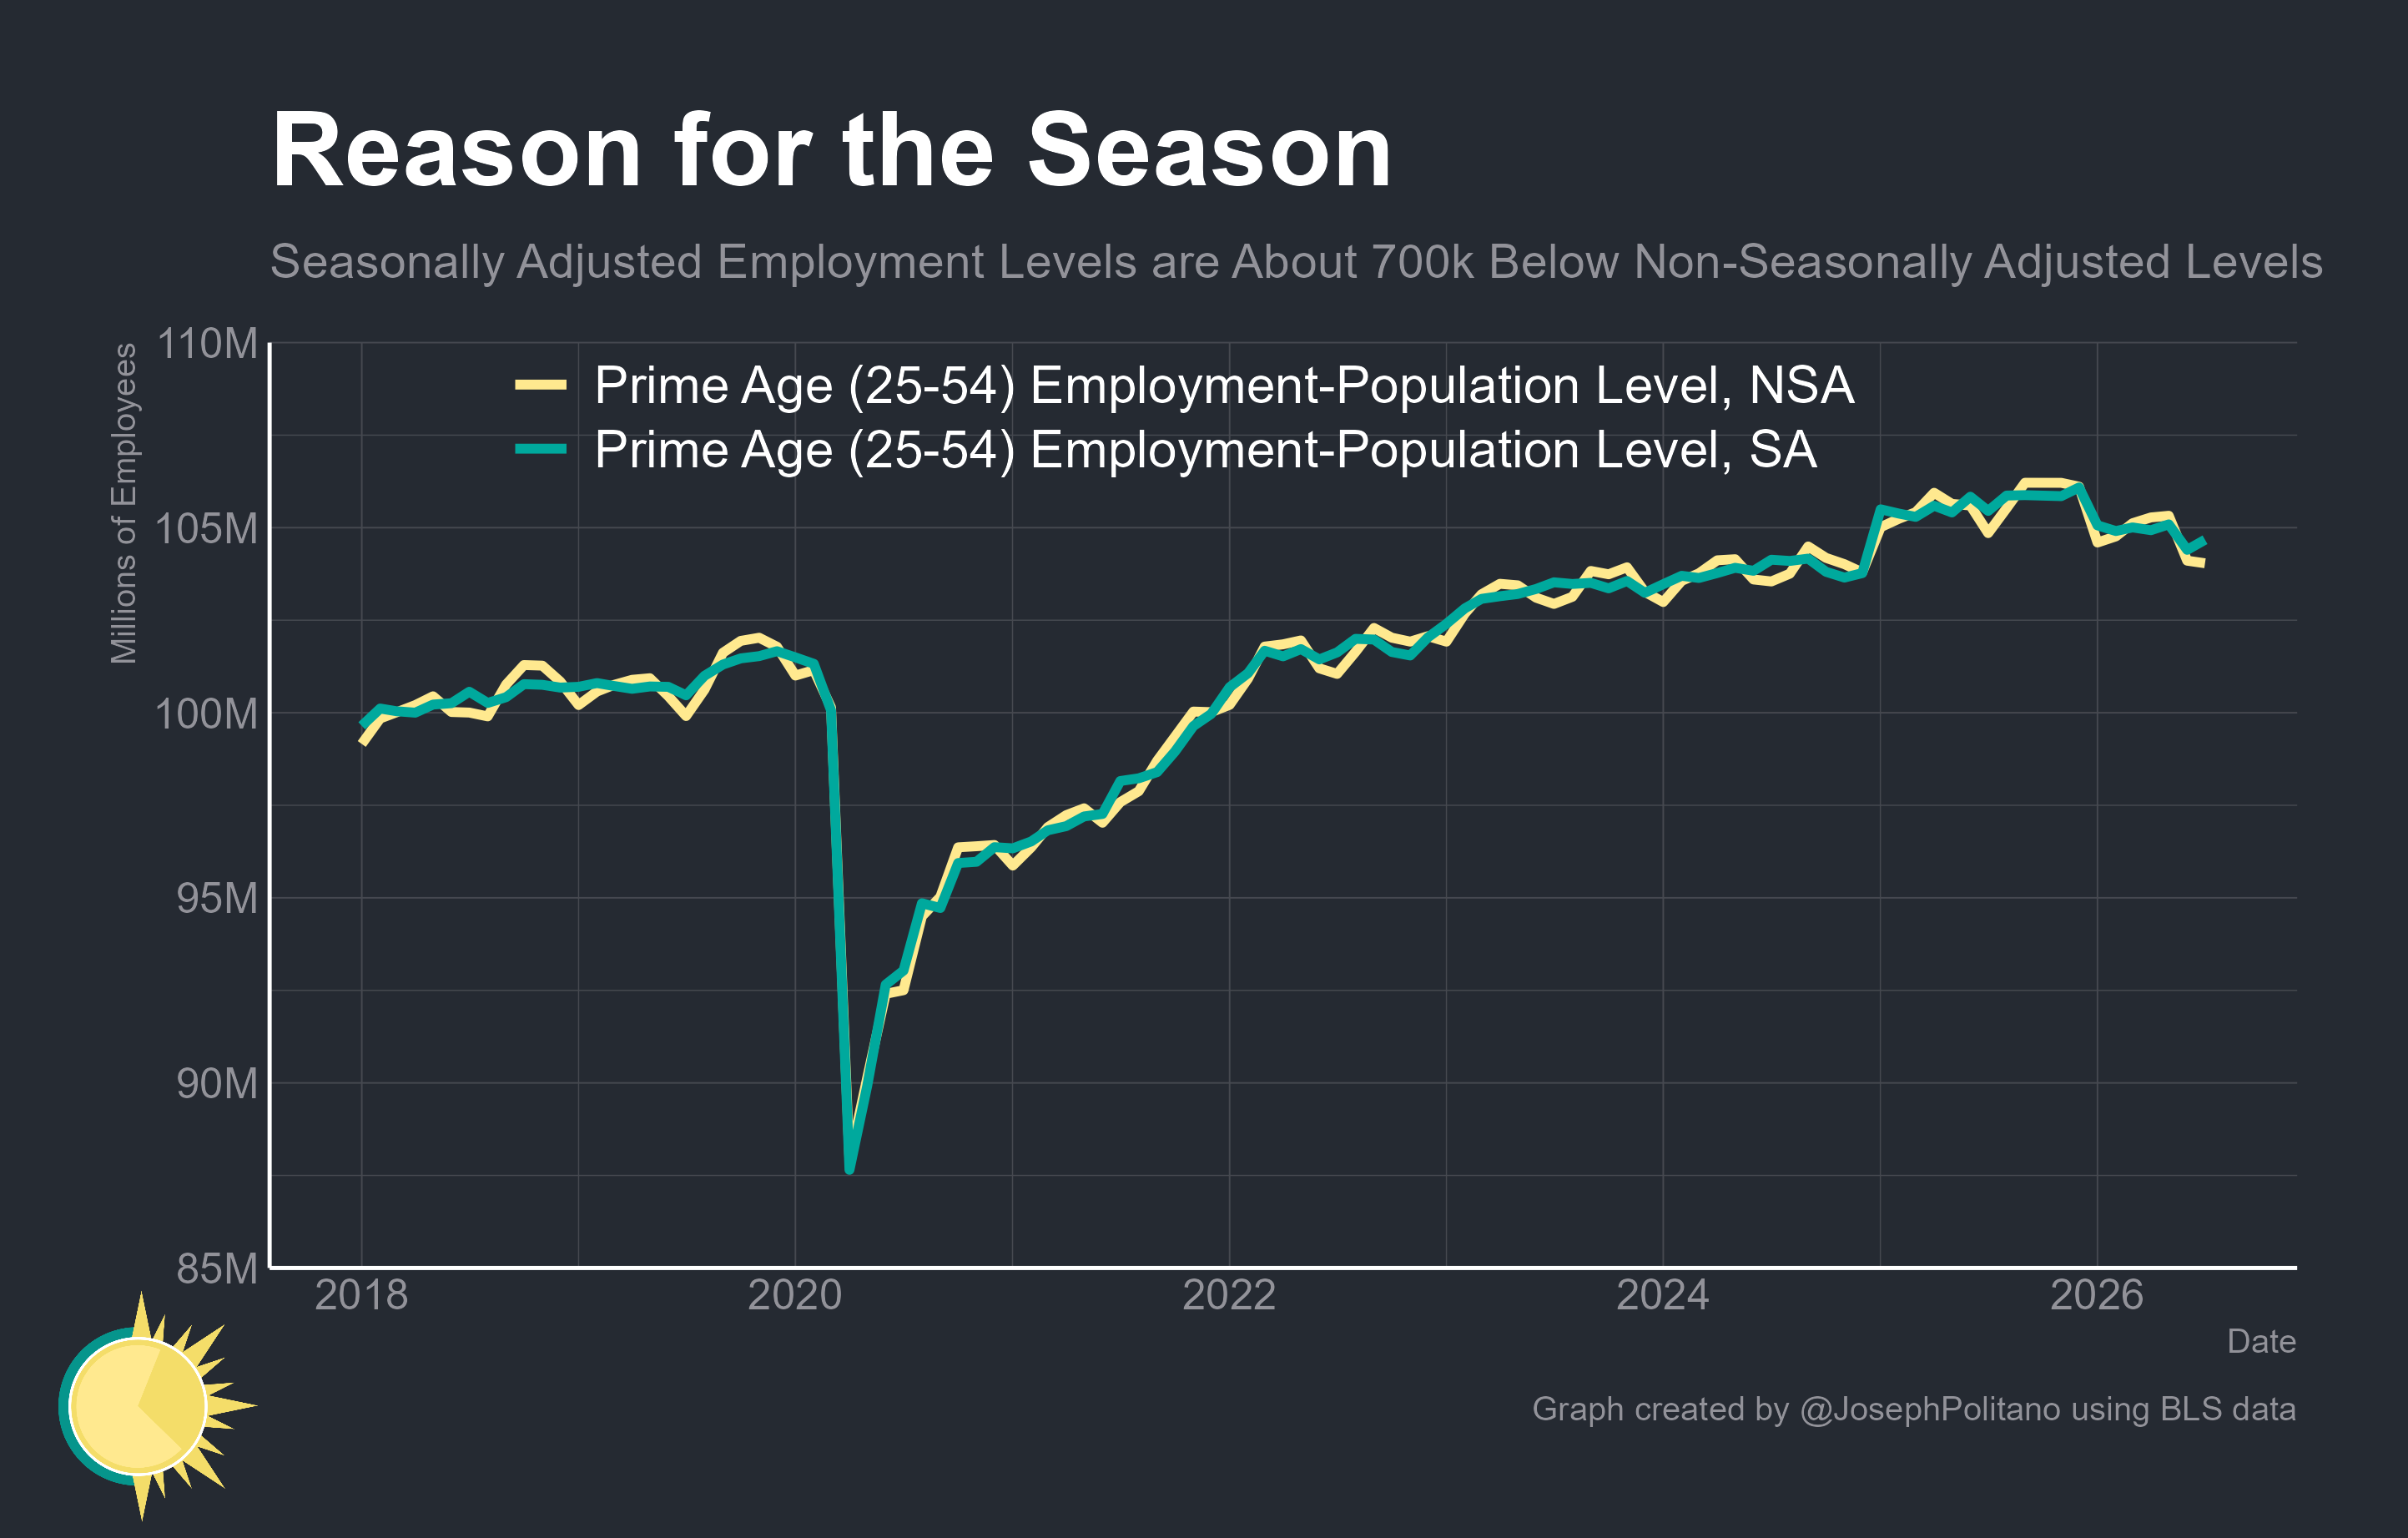 Reason for the Season
Seasonally Adjusted Employment Levels are About 700k Below Non-Seasonally Adjusted Levels
Millions of Employees
110M
105M
100M
95M
90M
85M
Prime Age (25-54) Employment-Population Level, NSA
Prime Age (25-54) Employment-Population Level, SA
2018 2020 2022 2024 2026
Date
Graph created by @JosephPolitano using BLS data